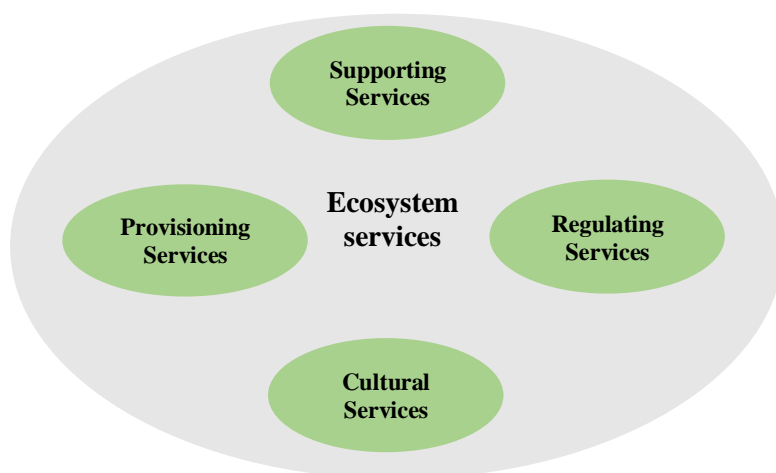 Supporting
Services
Ecosystem
services
Provisioning
Services
Regulating
Services
Cultural
Services